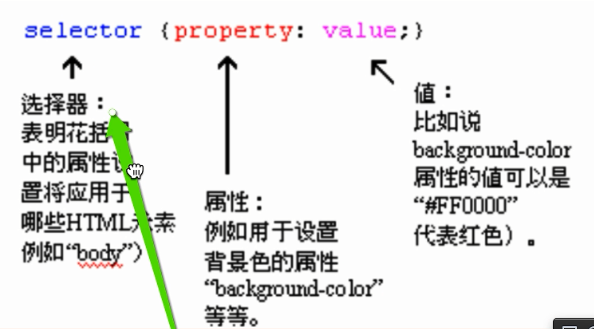 selector {property: value;}
选择器：
表明花括
中的属性
置将应用于
哪些HTML元素
例如“body”）
属性：
例如用于设置
背景色的属性
“background-color”
等等。
值：
比如说
background-color
属性的值可以是
“#FF0000”
代表红色）。